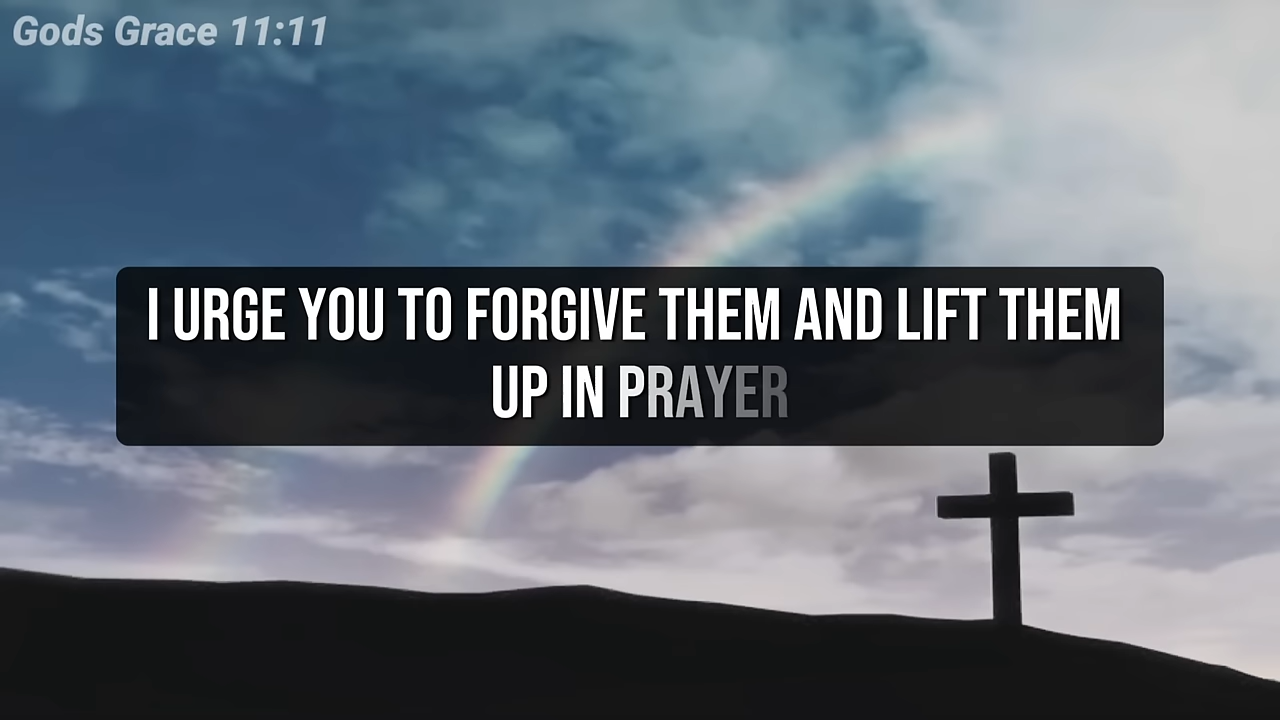 Gods Grace 11:11
I URGE YOU TO FORGIVE THEM AND LIFT THEM
UP IN PRAYER